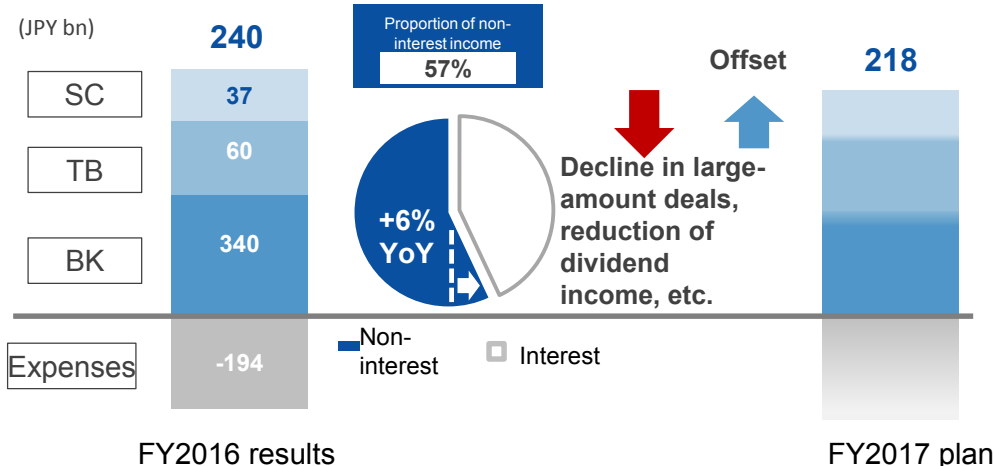 (JPY bn)
240
Proportion of non-
interest income
57%
Offset
218
SC
37
TB
60
BK
340
+6%
YoY
Decline in large-
amount deals,
reduction of
dividend
income, etc.
Expenses
-194
Non-
interest
Interest
FY2016 results
FY2017 plan